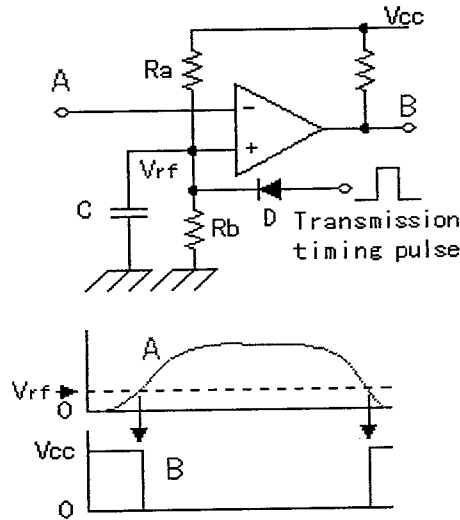 Vcc
Ra
A
B
−
+
Vrf
C
D
Rb
Transmission
timing pulse
A
Vrf
0
Vcc
B
0